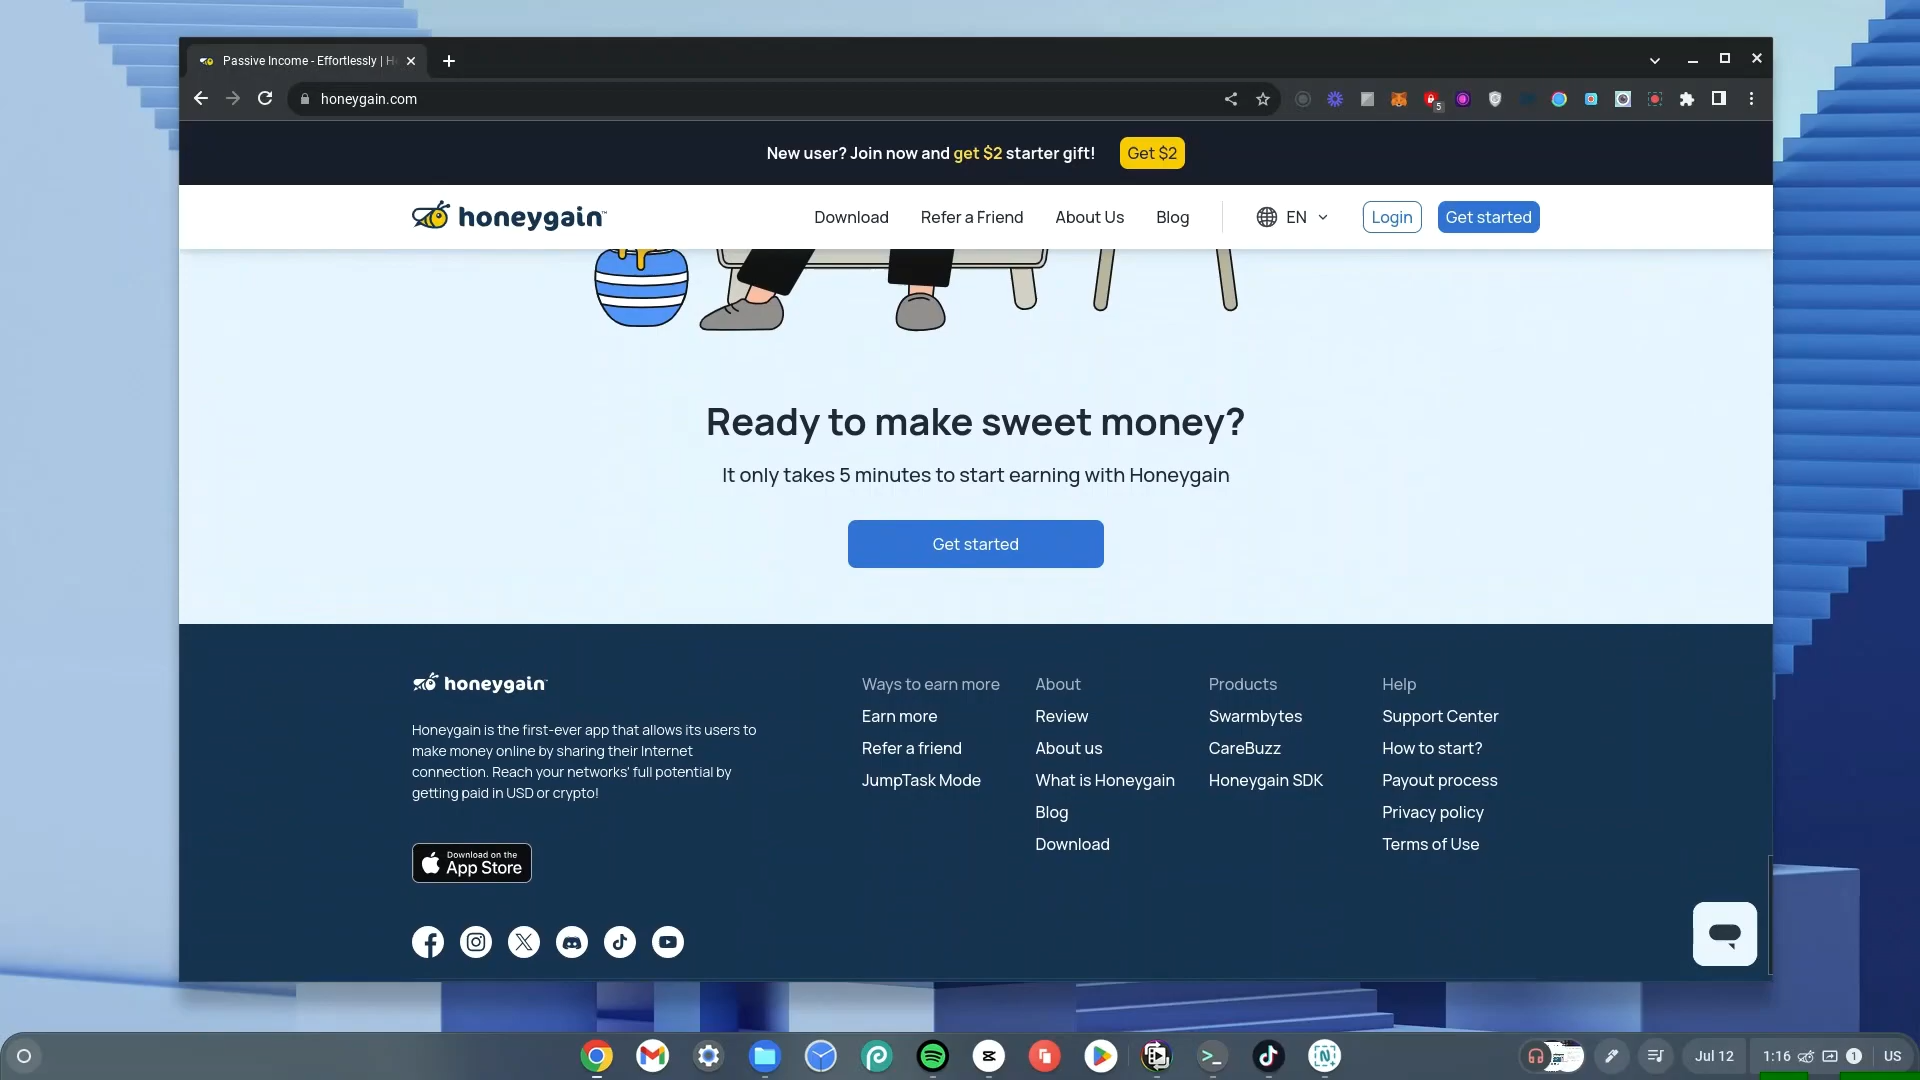 Passive Income - Effortlessly | H
honeygain.com
5
New user? Join now and get $2 starter gift!
Get $2
honeygain™
Download
Refer a Friend
About Us
Blog
EN
Login
Get started
Ready to make sweet money?
It only takes 5 minutes to start earning with Honeygain
Get started
honeygain™
Honeygain is the first-ever app that allows its users to
make money online by sharing their Internet
connection. Reach your networks' full potential by
getting paid in USD or crypto!
Download on the
App Store
Ways to earn more
Earn more
Refer a friend
JumpTask Mode
About
Review
About us
What is Honeygain
Blog
Download
Products
Swarmbytes
CareBuzz
Honeygain SDK
Help
Support Center
How to start?
Payout process
Privacy policy
Terms of Use
Jul 12
1:16
1
US